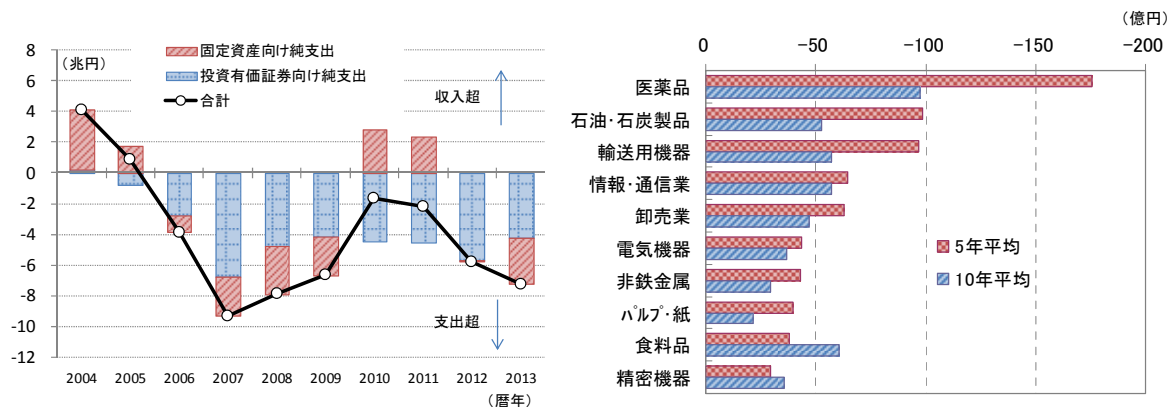 (兆円)
固定資産向け純支出
投資有価証券向け純支出
合計
収入超
支出超
8
6
4
2
0
-2
-4
-6
-8
-10
-12
2004 2005 2006 2007 2008 2009 2010 2011 2012 2013
(暦年)
(億円)
0 -50 -100 -150 -200
医薬品
石油・石炭製品
輸送用機器
情報・通信業
卸売業
電気機器
非鉄金属
パルプ・紙
食料品
精密機器
5年平均
10年平均